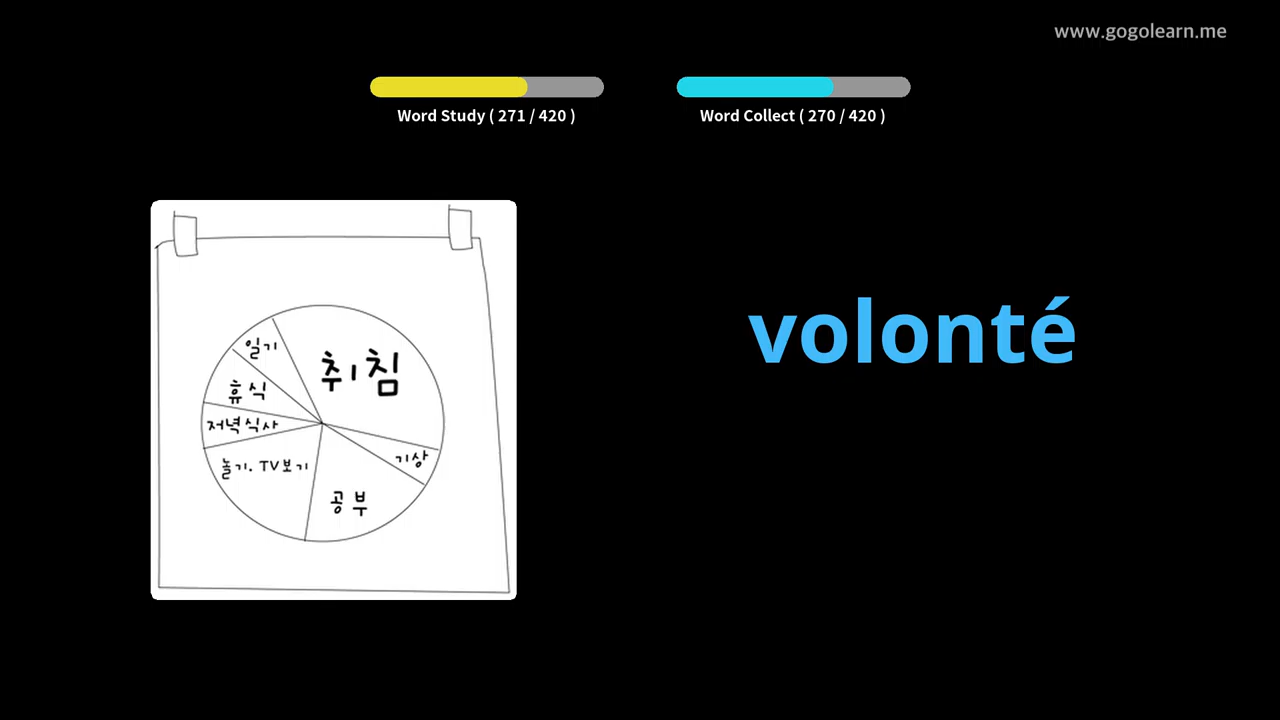 www.gogolearn.me
Word Study ( 271 / 420 )
Word Collect ( 270 / 420 )
일기
취침
휴식
저녁식사
놀기. TV보기
기상
공부
volonté